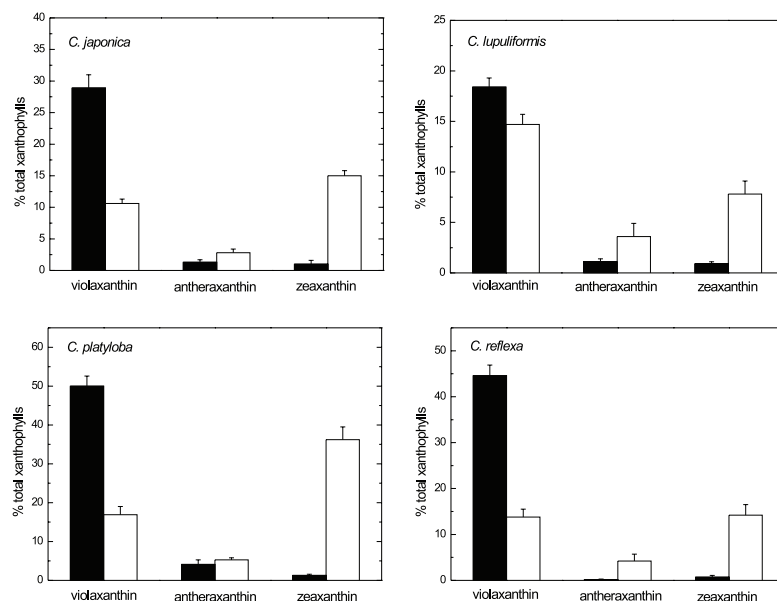 C. japonica
% total xanthophylls
40
35
30
25
20
15
10
5
0
violaxanthin antheraxanthin zeaxanthin
C. lupuliformis
% total xanthophylls
25
20
15
10
5
0
violaxanthin antheraxanthin zeaxanthin
C. platyloba
% total xanthophylls
60
50
40
30
20
10
0
violaxanthin antheraxanthin zeaxanthin
C. reflexa
% total xanthophylls
50
40
30
20
10
0
violaxanthin antheraxanthin zeaxanthin